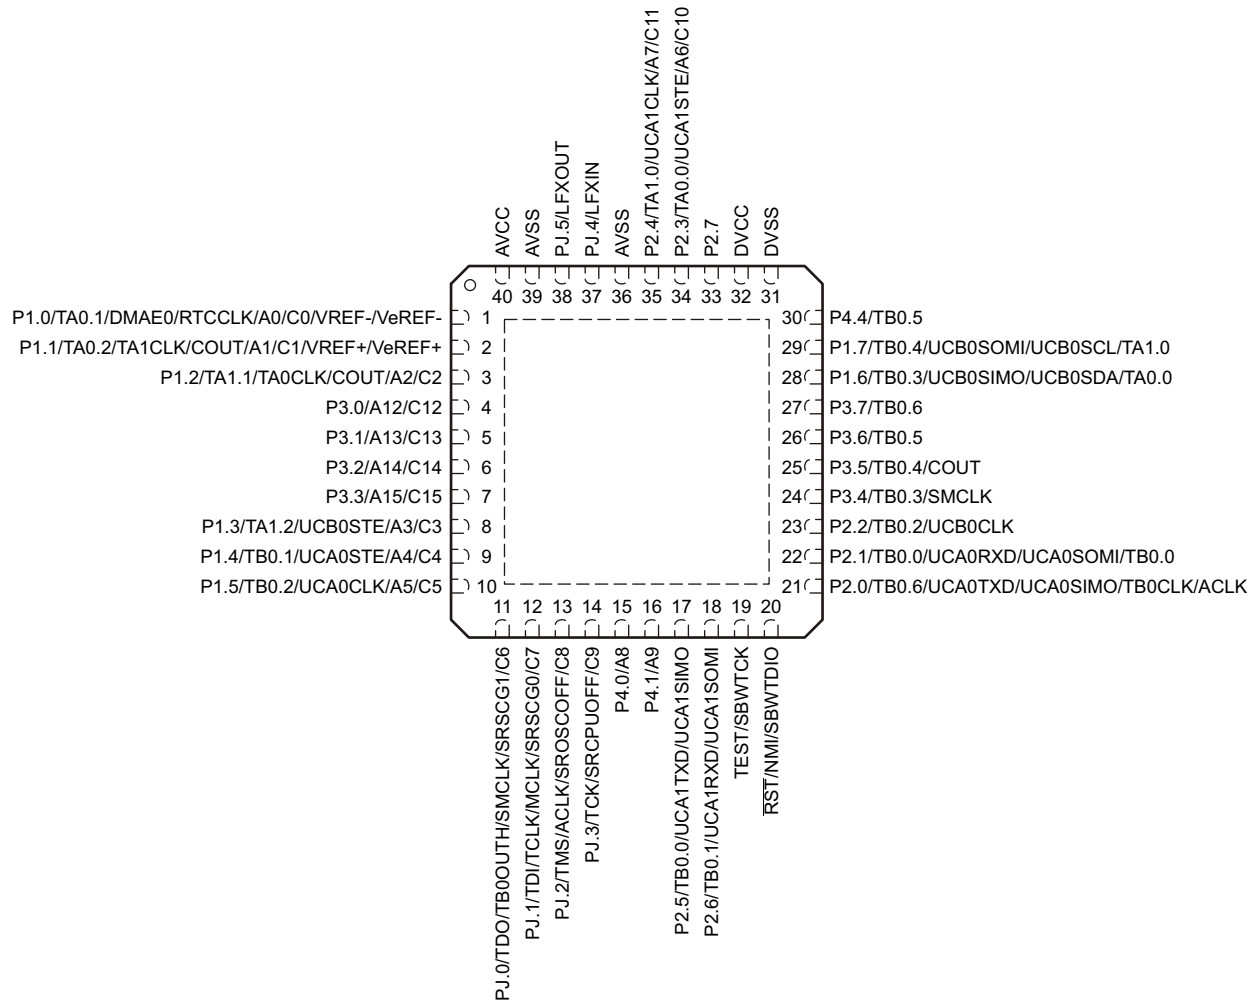 P2.4/TA1.0/UCA1CLK/A7/C11
P2.3/TA0.0/UCA1STE/A6/C10
AVCC
AVSS
PJ.5/LFXOUT
PJ.4/LFXIN
AVSS
P2.7
DVCC
DVSS
40 39 38 37 36 35 34 33 32 31
P1.0/TA0.1/DMAE0/RTCCLK/A0/C0/VREF-/VeREF- 1
P1.1/TA0.2/TA1CLK/COUT/A1/C1/VREF+/VeREF+ 2
P1.2/TA1.1/TA0CLK/COUT/A2/C2 3
P3.0/A12/C12 4
P3.1/A13/C13 5
P3.2/A14/C14 6
P3.3/A15/C15 7
P1.3/TA1.2/UCB0STE/A3/C3 8
P1.4/TB0.1/UCA0STE/A4/C4 9
P1.5/TB0.2/UCA0CLK/A5/C5 10
30 P4.4/TB0.5
29 P1.7/TB0.4/UCB0SOMI/UCB0SCL/TA1.0
28 P1.6/TB0.3/UCB0SIMO/UCB0SDA/TA0.0
27 P3.7/TB0.6
26 P3.6/TB0.5
25 P3.5/TB0.4/COUT
24 P3.4/TB0.3/SMCLK
23 P2.2/TB0.2/UCB0CLK
22 P2.1/TB0.0/UCA0RXD/UCA0SOMI/TB0.0
21 P2.0/TB0.6/UCA0TXD/UCA0SIMO/TB0CLK/ACLK
11 12 13 14 15 16 17 18 19 20
PJ.0/TDO/TB0OUTH/SMCLK/SRSCG1/C6
PJ.1/TDI/TCLK/MCLK/SRSCG0/C7
PJ.2/TMS/ACLK/SROSCOFF/C8
PJ.3/TCK/SRCPUOFF/C9
P4.0/A8
P4.1/A9
P2.5/TB0.0/UCA1TXD/UCA1SIMO
P2.6/TB0.1/UCA1RXD/UCA1SOMI
TEST/SBWTCK
RST/NMI/SBWTDIO